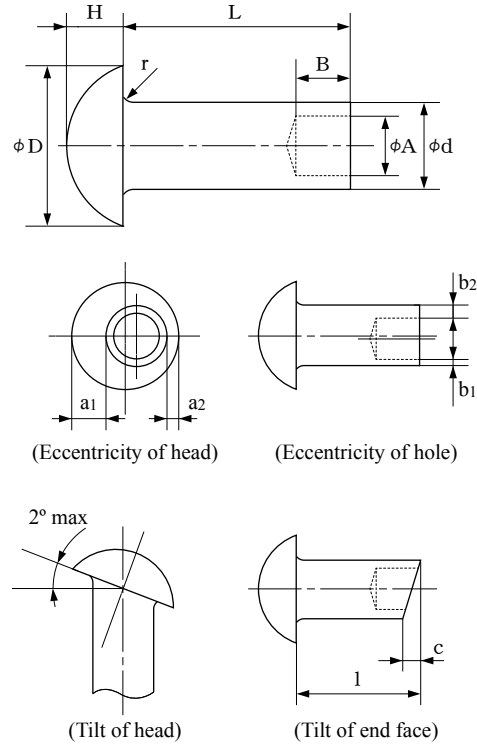 H L
r B
φD φA φd
b2
a1 a2 b1
(Eccentricity of head) (Eccentricity of hole)
2° max
c
l
(Tilt of head) (Tilt of end face)